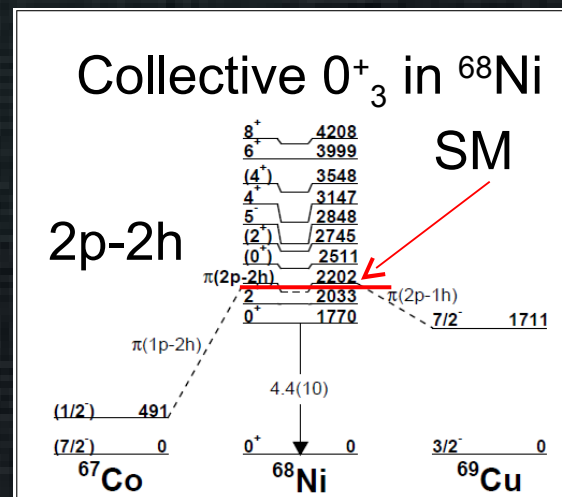 Collective 0⁺₃ in ⁶⁸Ni
SM
2p-2h
8⁺ 4208
6⁺ 3999
(4⁺) 3548
4⁺ 3147
5⁻ 2848
(2⁺) 2745
(0⁺) 2511
π(2p-2h) 2202
2 2033
0⁺ 1770
π(2p-1h)
7/2⁻ 1711
π(1p-2h)
4.4(10)
(1/2⁻) 491
(7/2⁻) 0
0⁺ 0
3/2⁻ 0
⁶⁷Co
⁶⁸Ni
⁶⁹Cu